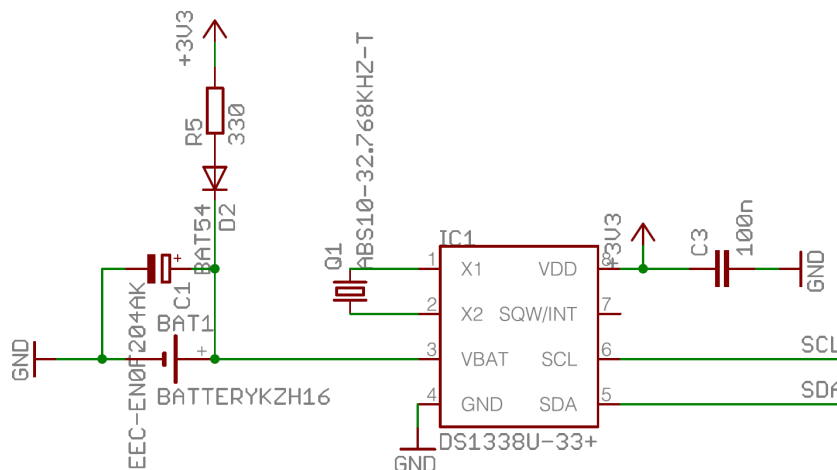 +3V3
R5
330
BAT54
D2
+
C1
EEC-EN0F204AK
BAT1
+
BATTERYKZH16
GND
Q1
ABS10-32.768KHZ-T
IC1
1
X1
VDD
8
2
X2
SQW/INT
7
3
VBAT
SCL
6
4
GND
SDA
5
DS1338U-33+
GND
+3V3
C3
100n
GND
SCL
SDA